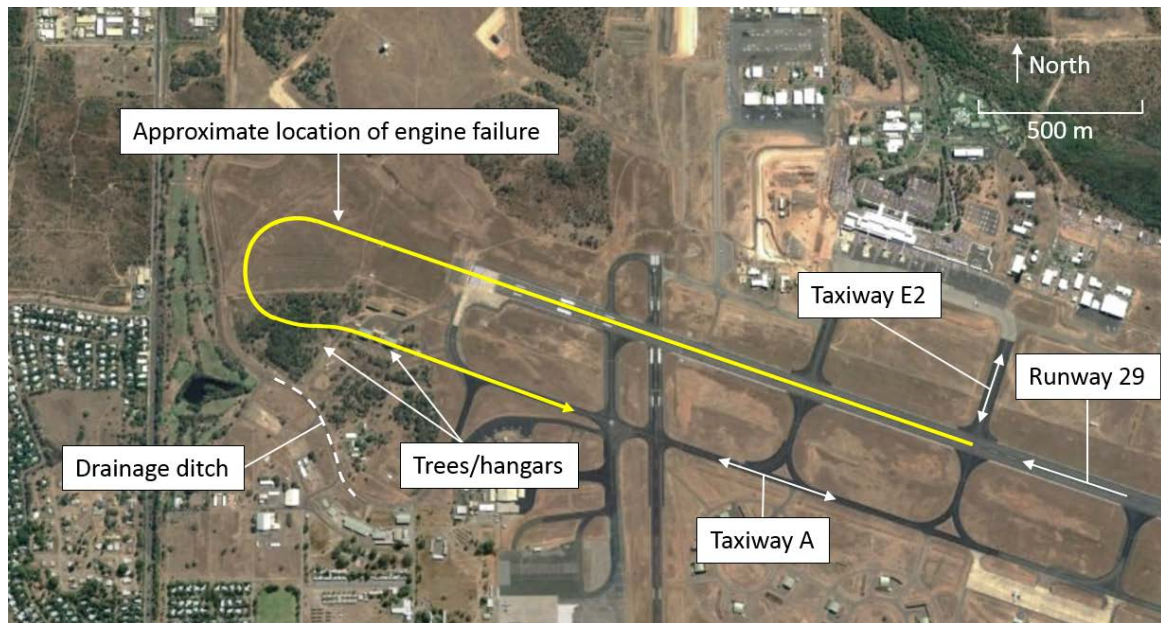 North
500 m
Approximate location of engine failure
Taxiway E2
Runway 29
Drainage ditch
Trees/hangars
Taxiway A